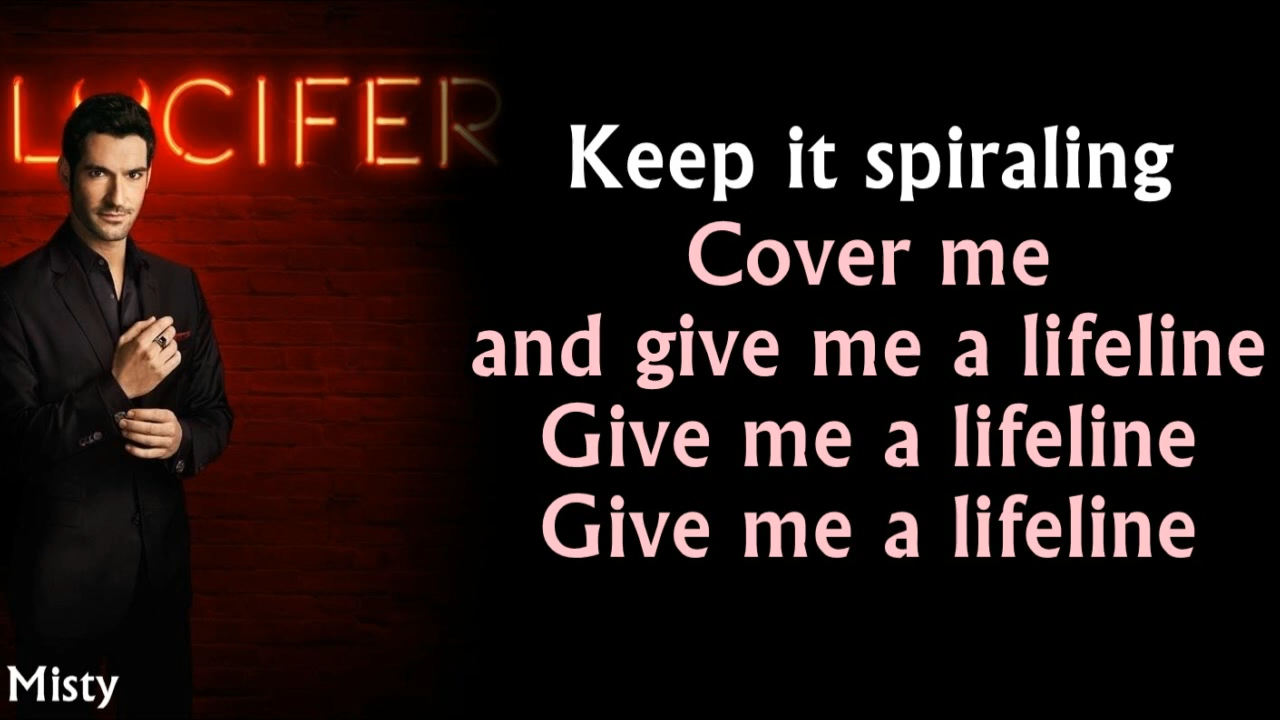 LUCIFER
Keep it spiraling
Cover me
and give me a lifeline
Give me a lifeline
Give me a lifeline
Misty